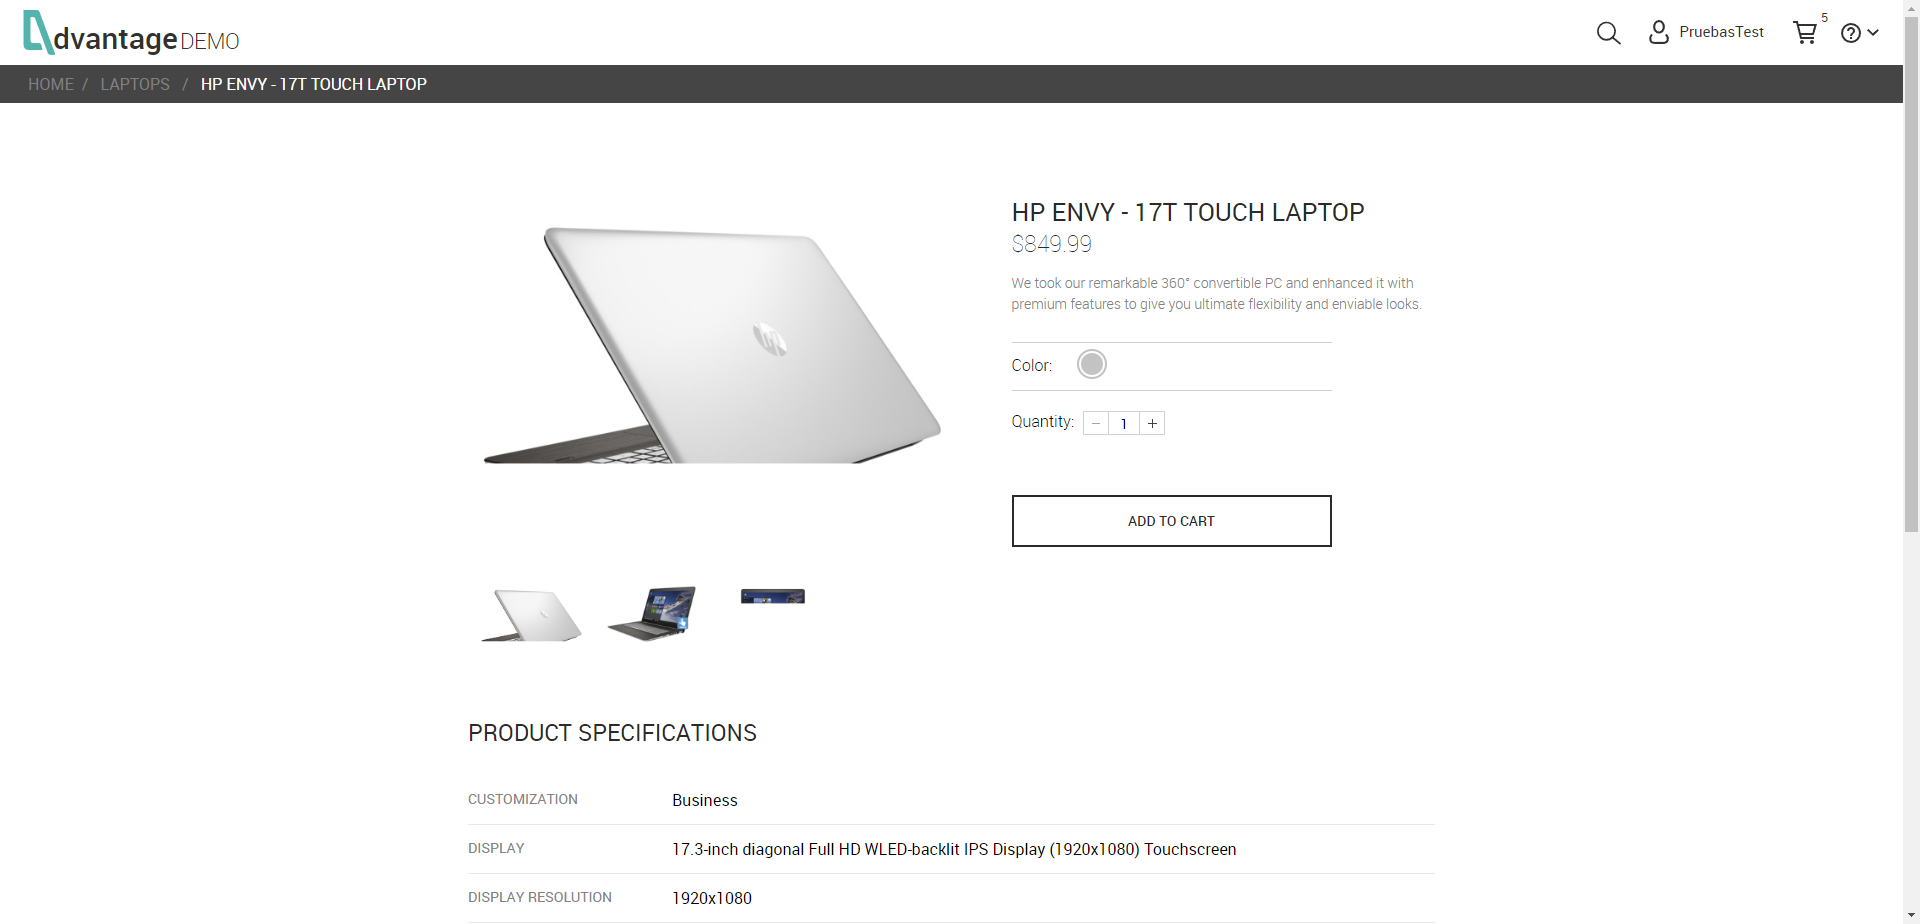 dvantage DEMO
PruebasTest
5
HOME / LAPTOPS / HP ENVY - 17T TOUCH LAPTOP
HP ENVY - 17T TOUCH LAPTOP
$849.99
We took our remarkable 360° convertible PC and enhanced it with
premium features to give you ultimate flexibility and enviable looks.
Color:
Quantity: − 1 +
ADD TO CART
PRODUCT SPECIFICATIONS
CUSTOMIZATION Business
DISPLAY 17.3-inch diagonal Full HD WLED-backlit IPS Display (1920x1080) Touchscreen
DISPLAY RESOLUTION 1920x1080